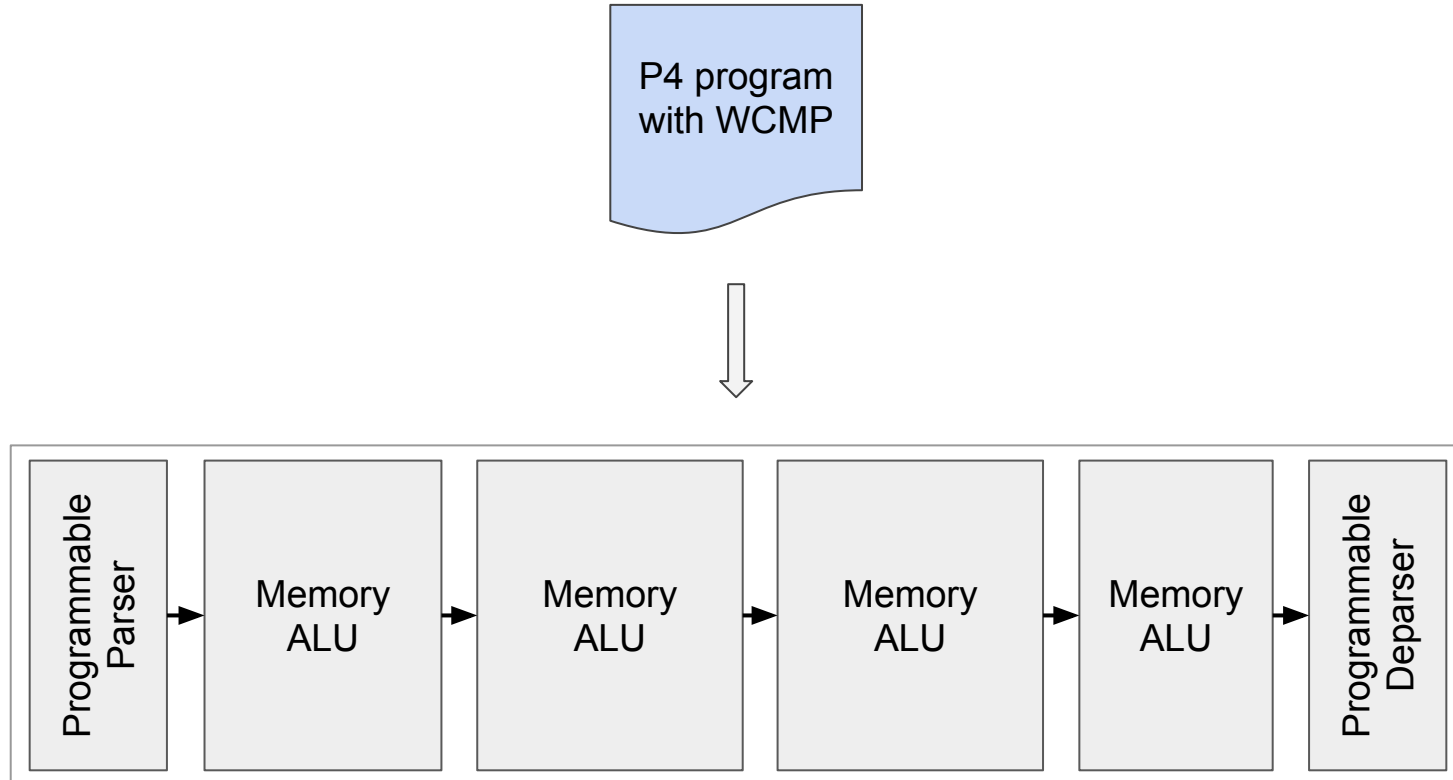 P4 program
with WCMP
Programmable
Parser
Memory
ALU
Memory
ALU
Memory
ALU
Memory
ALU
Programmable
Deparser